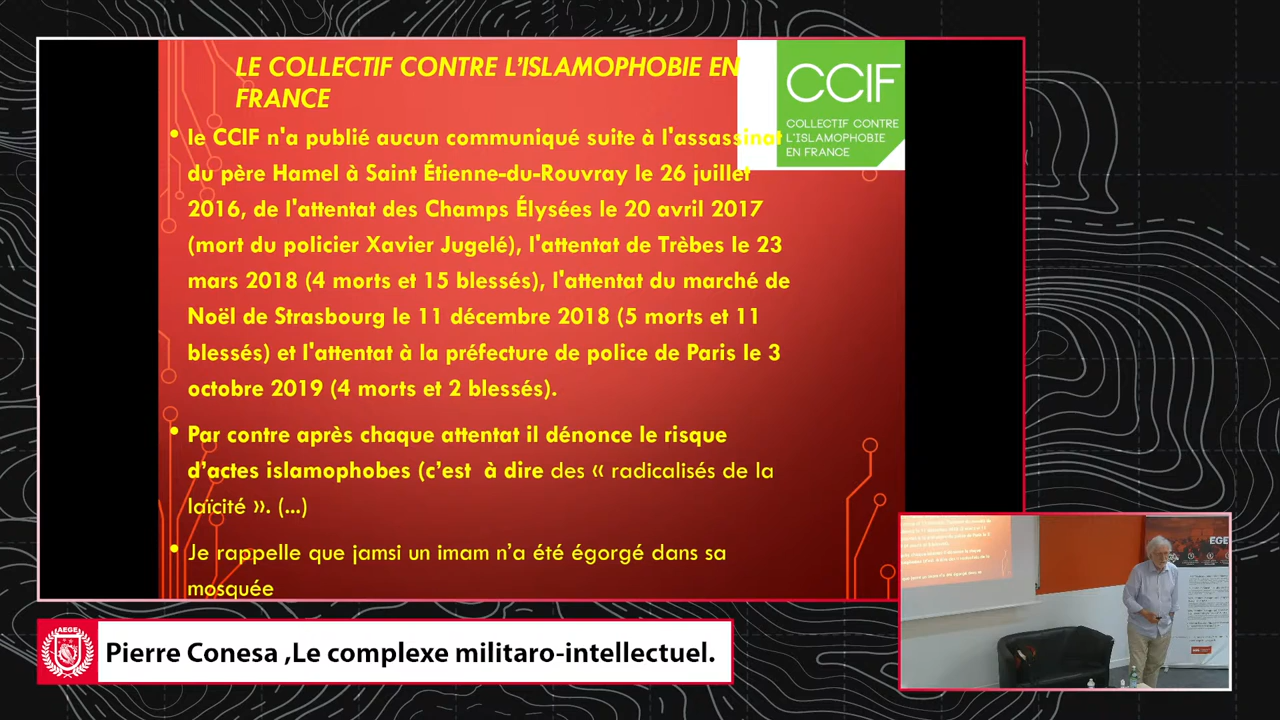 LE COLLECTIF CONTRE L'ISLAMOPHOBIE EN
FRANCE
CCIF
COLLECTIF CONTRE
L'ISLAMOPHOBIE
EN FRANCE
• le CCIF n'a publié aucun communiqué suite à l'assassinat
du père Hamel à Saint Étienne-du-Rouvray le 26 juillet
2016, de l'attentat des Champs Élysées le 20 avril 2017
(mort du policier Xavier Jugelé), l'attentat de Trèbes le 23
mars 2018 (4 morts et 15 blessés), l'attentat du marché de
Noël de Strasbourg le 11 décembre 2018 (5 morts et 11
blessés) et l'attentat à la préfecture de police de Paris le 3
octobre 2019 (4 morts et 2 blessés).
• Par contre après chaque attentat il dénonce le risque
d'actes islamophobes (c'est à dire des « radicalisés de la
laïcité ». (...)
• Je rappelle que jamsi un imam n'a été égorgé dans sa
mosquée
EGE
AEGE
Pierre Conesa ,Le complexe militaro-intellectuel.